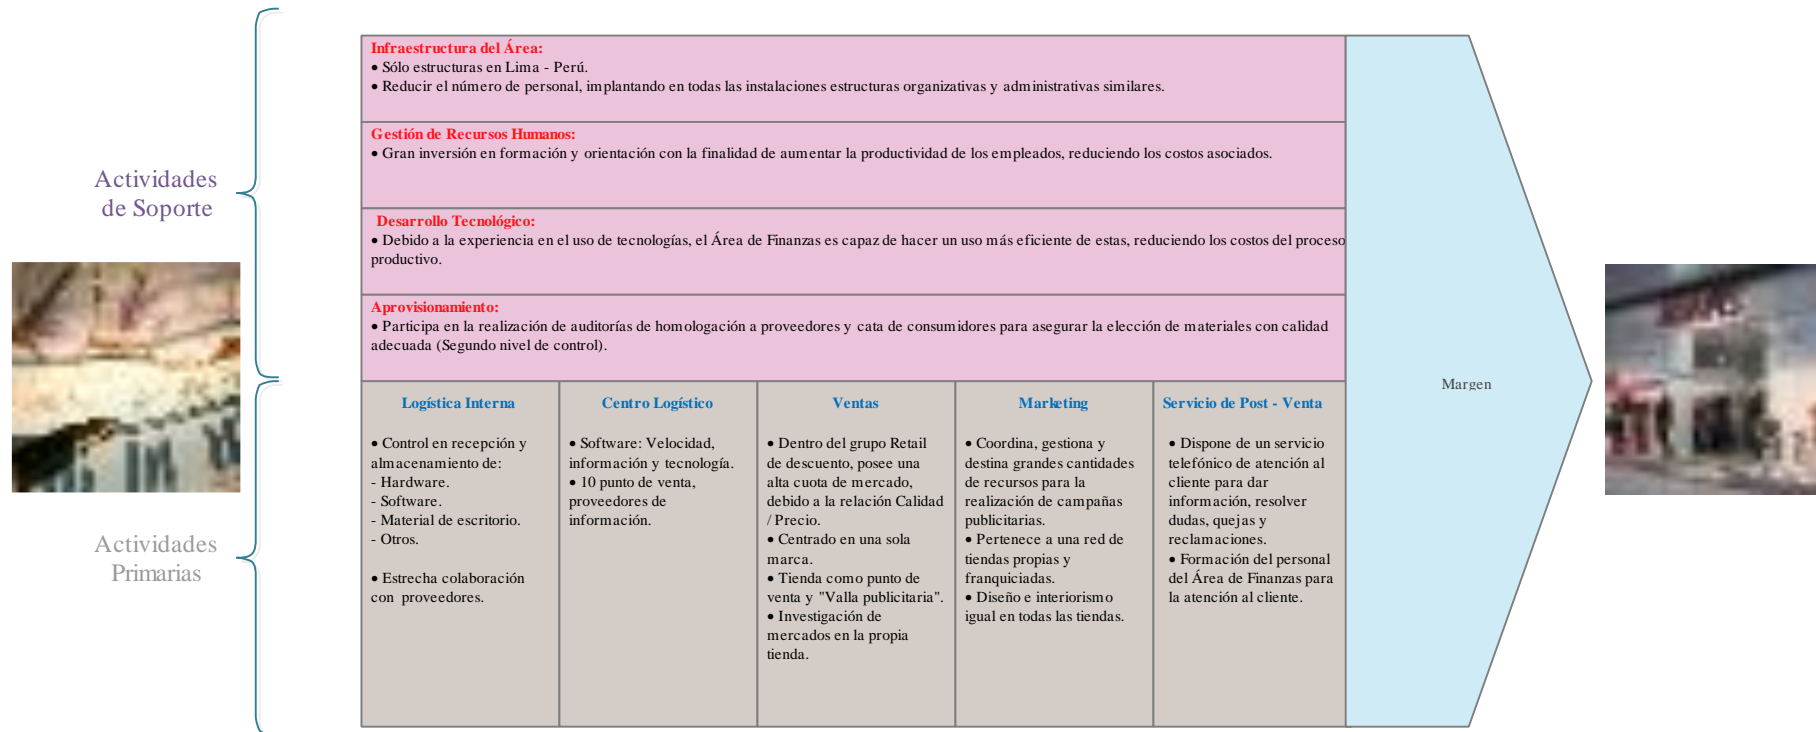 Infraestructura del Área:
• Sólo estructuras en Lima - Perú.
• Reducir el número de personal, implantando en todas las instalaciones estructuras organizativas y administrativas similares.
Gestión de Recursos Humanos:
• Gran inversión en formación y orientación con la finalidad de aumentar la productividad de los empleados, reduciendo los costos asociados.
Actividades
de Soporte
Desarrollo Tecnológico:
• Debido a la experiencia en el uso de tecnologías, el Área de Finanzas es capaz de hacer un uso más eficiente de estas, reduciendo los costos del proceso
productivo.
Aprovisionamiento:
• Participa en la realización de auditorías de homologación a proveedores y cata de consumidores para asegurar la elección de materiales con calidad
adecuada (Segundo nivel de control).
Margen
Actividades
Primarias
Logística Interna
• Control en recepción y
almacenamiento de:
- Hardware.
- Software.
- Material de escritorio.
- Otros.
• Estrecha colaboración
con proveedores.
Centro Logístico
• Software: Velocidad,
información y tecnología.
• 10 punto de venta,
proveedores de
información.
Ventas
• Dentro del grupo Retail
de descuento, posee una
alta cuota de mercado,
debido a la relación Calidad
/ Precio.
• Centrado en una sola
marca.
• Tienda como punto de
venta y "Valla publicitaria".
• Investigación de
mercados en la propia
tienda.
Marketing
• Coordina, gestiona y
destina grandes cantidades
de recursos para la
realización de campañas
publicitarias.
• Pertenece a una red de
tiendas propias y
franquiciadas.
• Diseño e interiorismo
igual en todas las tiendas.
Servicio de Post - Venta
• Dispone de un servicio
telefónico de atención al
cliente para dar
información, resolver
dudas, quejas y
reclamaciones.
• Formación del personal
del Área de Finanzas para
la atención al cliente.